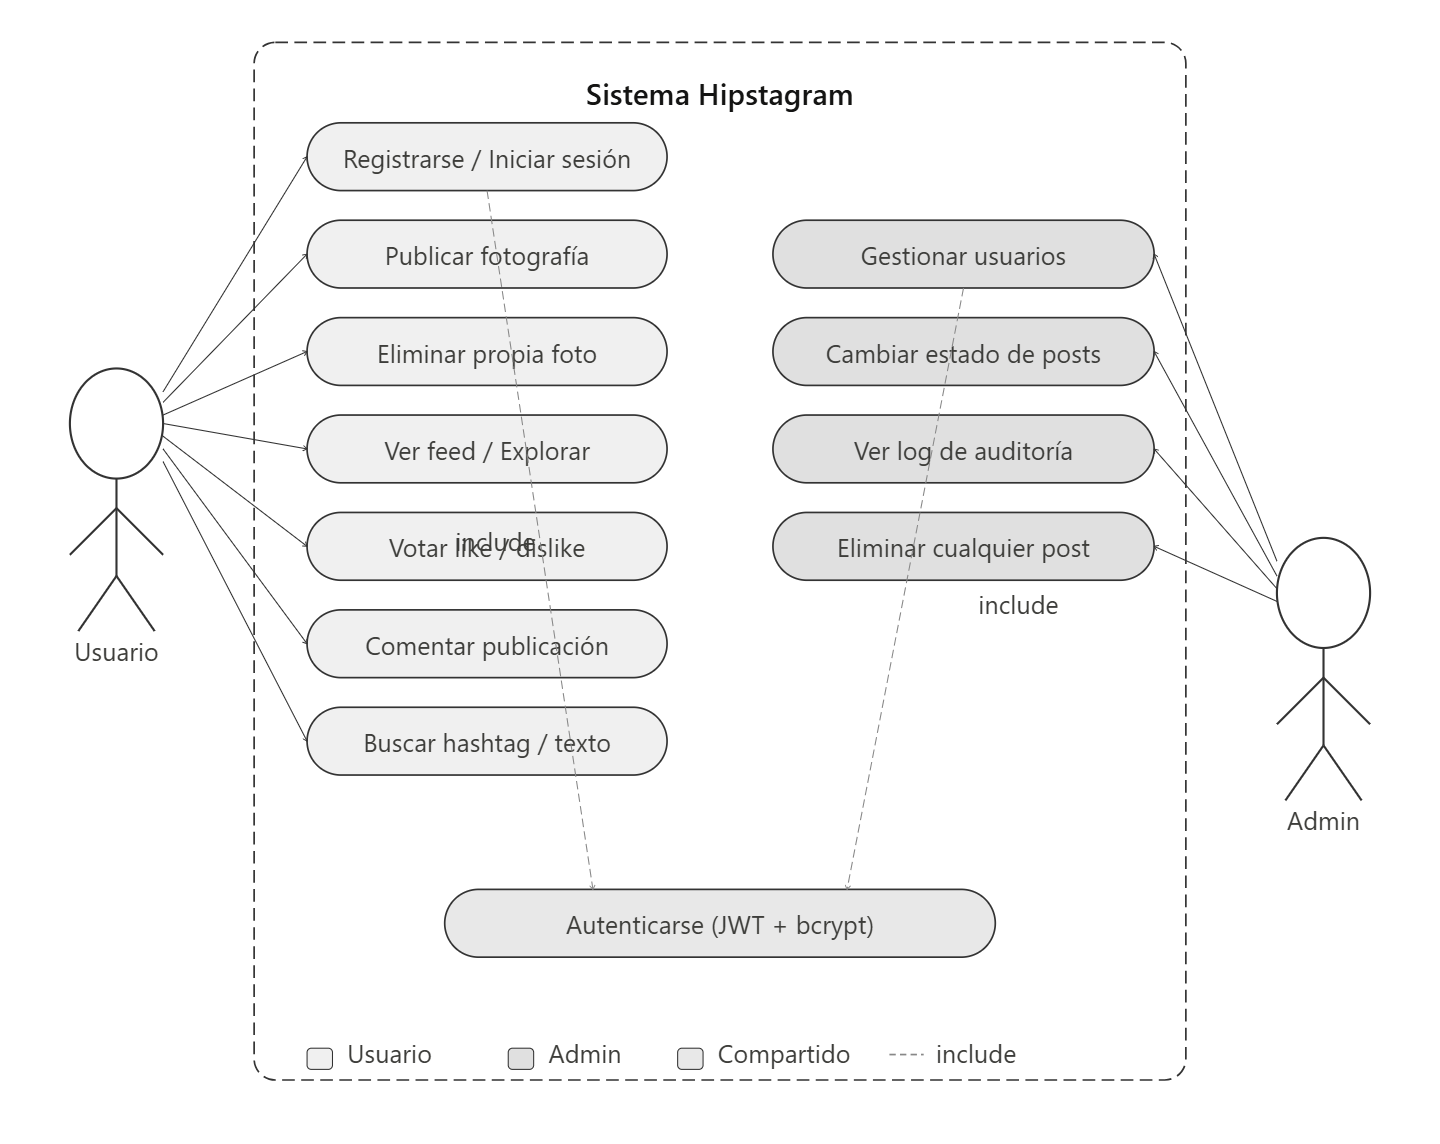 Sistema Hipstagram
Registrarse / Iniciar sesión
Publicar fotografía
Gestionar usuarios
Eliminar propia foto
Cambiar estado de posts
Ver feed / Explorar
Ver log de auditoría
Votar like / dislike
include
Eliminar cualquier post
include
Comentar publicación
Usuario
Buscar hashtag / texto
Admin
Autenticarse (JWT + bcrypt)
Usuario
Admin
Compartido
include